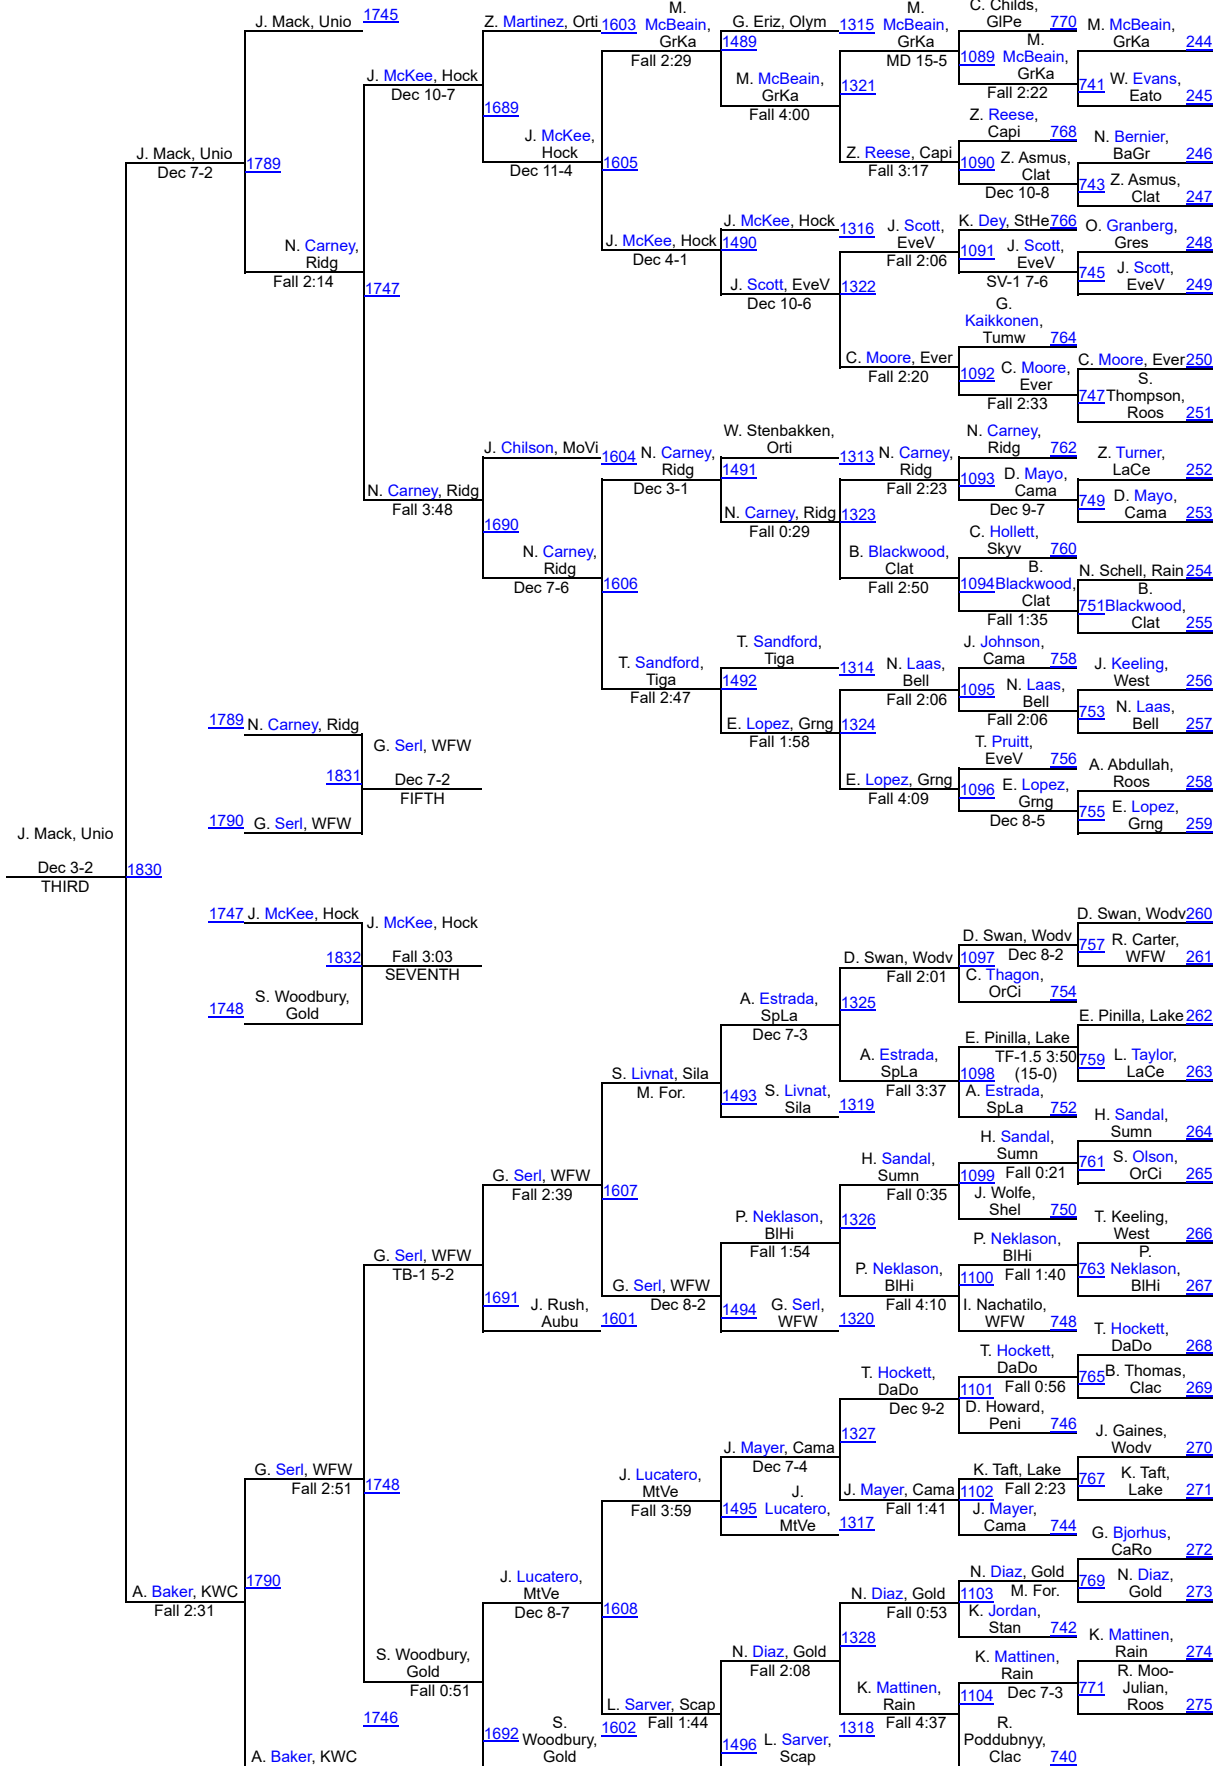 J. Mack, Unio 1745
Z. Martinez, Orti 1603
M.
McBeain,
GrKa
Fall 2:29
G. Eriz, Olym 1315
1489
M.
McBeain,
GrKa
MD 15-5
C. Childs,
GlPe 770
1089 M.
McBeain,
GrKa
Fall 2:22
M. McBeain,
GrKa 244
741 W. Evans,
Eato 245
J. McKee, Hock
Dec 10-7
1689
M. McBeain,
GrKa
Fall 4:00
1321
J. McKee,
Hock
Dec 11-4
1605
Z. Reese,
Capi 768
Z. Reese, Capi
Fall 3:17
1090 Z. Asmus,
Clat
Dec 10-8
N. Bernier,
BaGr 246
743 Z. Asmus,
Clat 247
J. Mack, Unio
Dec 7-2
1789
N. Carney,
Ridg
Fall 2:14
1747
J. McKee, Hock
Dec 4-1
J. McKee, Hock 1316
1490
J. Scott, EveV
Dec 10-6
1322
J. Scott,
EveV
Fall 2:06
K. Dey, StHe 766
1091 J. Scott,
EveV
SV-1 7-6
O. Granberg,
Gres 248
745 J. Scott,
EveV 249
C. Moore, Ever
Fall 2:20
G.
Kaikkonen,
Tumw 764
1092 C. Moore,
Ever
Fall 2:33
C. Moore, Ever 250
747 S.
Thompson,
Roos 251
N. Carney, Ridg
Fall 3:48
J. Chilson, MoVi 1604
1690
N. Carney,
Ridg
Dec 7-6
1606
N. Carney,
Ridg
Dec 3-1
W. Stenbakken,
Orti 1313
1491
N. Carney, Ridg
Fall 0:29
1323
N. Carney,
Ridg
Fall 2:23
N. Carney,
Ridg 762
1093 D. Mayo,
Cama
Dec 9-7
Z. Turner,
LaCe 252
749 D. Mayo,
Cama 253
B. Blackwood,
Clat
Fall 2:50
C. Hollett,
Skyv 760
1094 B.
Blackwood,
Clat
Fall 1:35
N. Schell, Rain 254
751 B.
Blackwood,
Clat 255
T. Sandford,
Tiga
Fall 2:47
T. Sandford,
Tiga 1314
1492
E. Lopez, Grng
Fall 1:58
1324
N. Laas,
Bell
Fall 2:06
J. Johnson,
Cama 758
1095 N. Laas,
Bell
Fall 2:06
J. Keeling,
West 256
753 N. Laas,
Bell 257
E. Lopez, Grng
Fall 4:09
T. Pruitt,
EveV 756
1096 E. Lopez,
Grng
Dec 8-5
A. Abdullah,
Roos 258
755 E. Lopez,
Grng 259
1789 N. Carney, Ridg
1831
1790 G. Serl, WFW
G. Serl, WFW
Dec 7-2
FIFTH
J. Mack, Unio
Dec 3-2
THIRD
1830
1747 J. McKee, Hock
1832
1748 S. Woodbury,
Gold
J. McKee, Hock
Fall 3:03
SEVENTH
A. Baker, KWC
Fall 2:31
1790
G. Serl, WFW
Fall 2:51
1748
A. Baker, KWC
1746
G. Serl, WFW
TB-1 5-2
1691
S. Woodbury,
Gold
Fall 0:51
1692
G. Serl, WFW
Fall 2:39
1607
J. Rush,
Aubu 1601
S. Livnat, Sila
M. For.
1493
A. Estrada,
SpLa
Dec 7-3
1325
S. Livnat,
Sila 1319
D. Swan, Wodv
Fall 2:01
1097
D. Swan, Wodv
Dec 8-2
C. Thagon,
OrCi 754
D. Swan, Wodv 260
757 R. Carter,
WFW 261
A. Estrada,
SpLa
Fall 3:37
1098
E. Pinilla, Lake
TF-1.5 3:50
(15-0)
A. Estrada,
SpLa 752
E. Pinilla, Lake 262
759 L. Taylor,
LaCe 263
G. Serl, WFW
Dec 8-2
1494
P. Neklason,
BlHi
Fall 1:54
1326
G. Serl,
WFW 1320
H. Sandal,
Sumn
Fall 0:35
1099
H. Sandal,
Sumn
Fall 0:21
J. Wolfe,
Shel 750
H. Sandal,
Sumn 264
761 S. Olson,
OrCi 265
P. Neklason,
BlHi
Fall 4:10
1100
P. Neklason,
BlHi
Fall 1:40
I. Nachatilo,
WFW 748
T. Keeling,
West 266
763 P.
Neklason,
BlHi 267
J. Lucatero,
MtVe
Dec 8-7
1608
S.
Woodbury,
Gold 1602
J. Lucatero,
MtVe
Fall 3:59
1495
J. Mayer, Cama
Dec 7-4
1327
J.
Lucatero,
MtVe 1317
T. Hockett,
DaDo
Dec 9-2
1101
T. Hockett,
DaDo
Fall 0:56
D. Howard,
Peni 746
T. Hockett,
DaDo 268
765 B. Thomas,
Clac 269
J. Mayer, Cama
Fall 1:41
1102
K. Taft, Lake
Fall 2:23
J. Mayer,
Cama 744
J. Gaines,
Wodv 270
767 K. Taft,
Lake 271
L. Sarver, Scap
Fall 1:44
1496
N. Diaz, Gold
Fall 2:08
1328
L. Sarver,
Scap 1318
N. Diaz, Gold
Fall 0:53
1103
N. Diaz, Gold
M. For.
K. Jordan,
Stan 742
G. Bjorhus,
CaRo 272
769 N. Diaz,
Gold 273
K. Mattinen,
Rain
Fall 4:37
1104
K. Mattinen,
Rain
Dec 7-3
R.
Poddubnyy,
Clac 740
K. Mattinen,
Rain 274
771 R. Moo-
Julian,
Roos 275